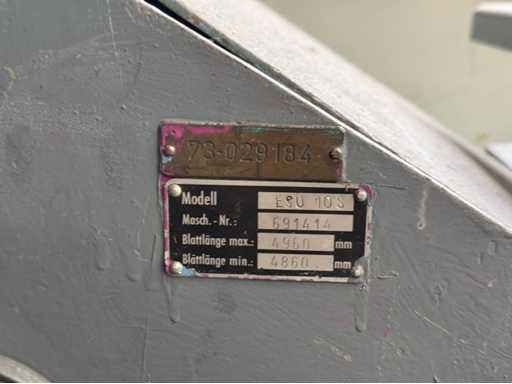 73-029184
Modell ESU 10S
Masch.-Nr.: 691414
Blattlänge max.: 4960 mm
Blattlänge min.: 4860 mm